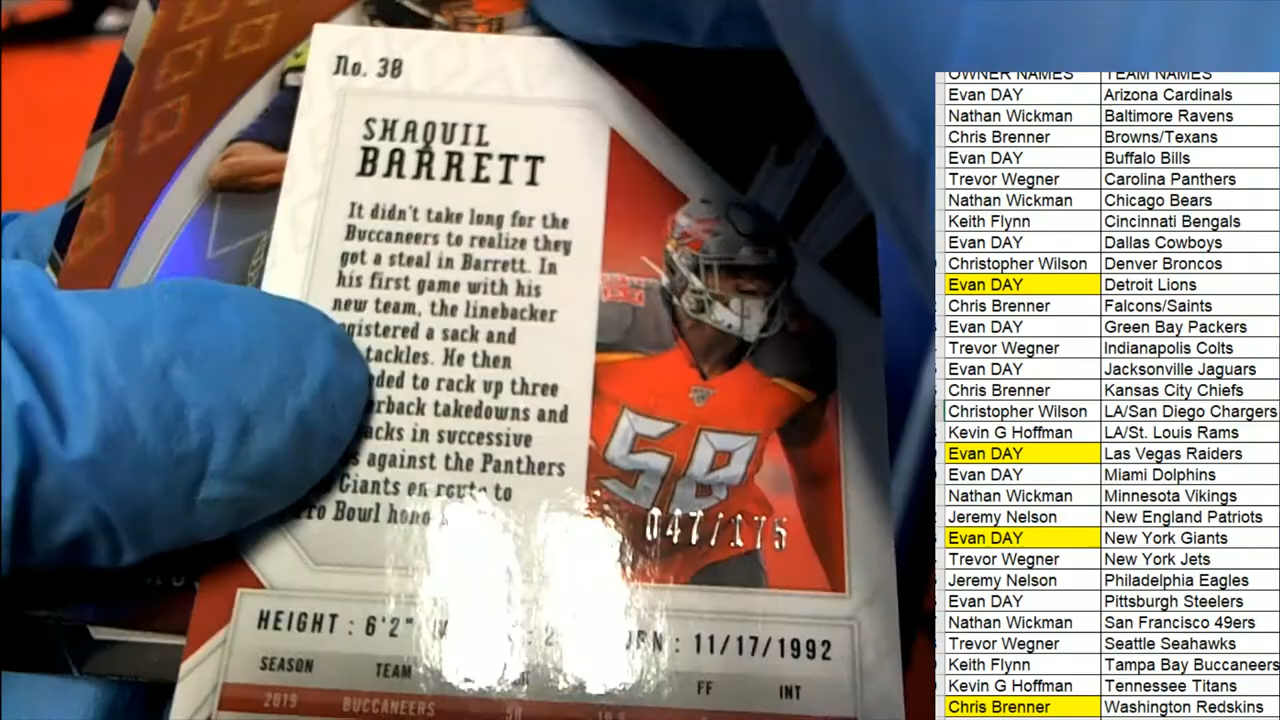 No. 38
SHAQUIL
BARRETT
It didn't take long for the
Buccaneers to realize they
got a steal in Barrett. In
his first game with his
new team, the linebacker
sack and
tackles. He then
to rack up three
takedowns and
in successive
against the Panthers
Giants en route to
Bowl
58
047/175
HEIGHT : 6'2"
: 11/17/1992
SEASON TEAM FF INT
2019 BUCCANEERS
OWNER NAMES TEAM NAMES
Evan DAY Arizona Cardinals
Nathan Wickman Baltimore Ravens
Chris Brenner Browns/Texans
Evan DAY Buffalo Bills
Trevor Wegner Carolina Panthers
Nathan Wickman Chicago Bears
Keith Flynn Cincinnati Bengals
Evan DAY Dallas Cowboys
Christopher Wilson Denver Broncos
Evan DAY Detroit Lions
Chris Brenner Falcons/Saints
Evan DAY Green Bay Packers
Trevor Wegner Indianapolis Colts
Evan DAY Jacksonville Jaguars
Chris Brenner Kansas City Chiefs
Christopher Wilson LA/San Diego Chargers
Kevin G Hoffman LA/St. Louis Rams
Evan DAY Las Vegas Raiders
Evan DAY Miami Dolphins
Nathan Wickman Minnesota Vikings
Jeremy Nelson New England Patriots
Evan DAY New York Giants
Trevor Wegner New York Jets
Jeremy Nelson Philadelphia Eagles
Evan DAY Pittsburgh Steelers
Nathan Wickman San Francisco 49ers
Trevor Wegner Seattle Seahawks
Keith Flynn Tampa Bay Buccaneers
Kevin G Hoffman Tennessee Titans
Chris Brenner Washington Redskins